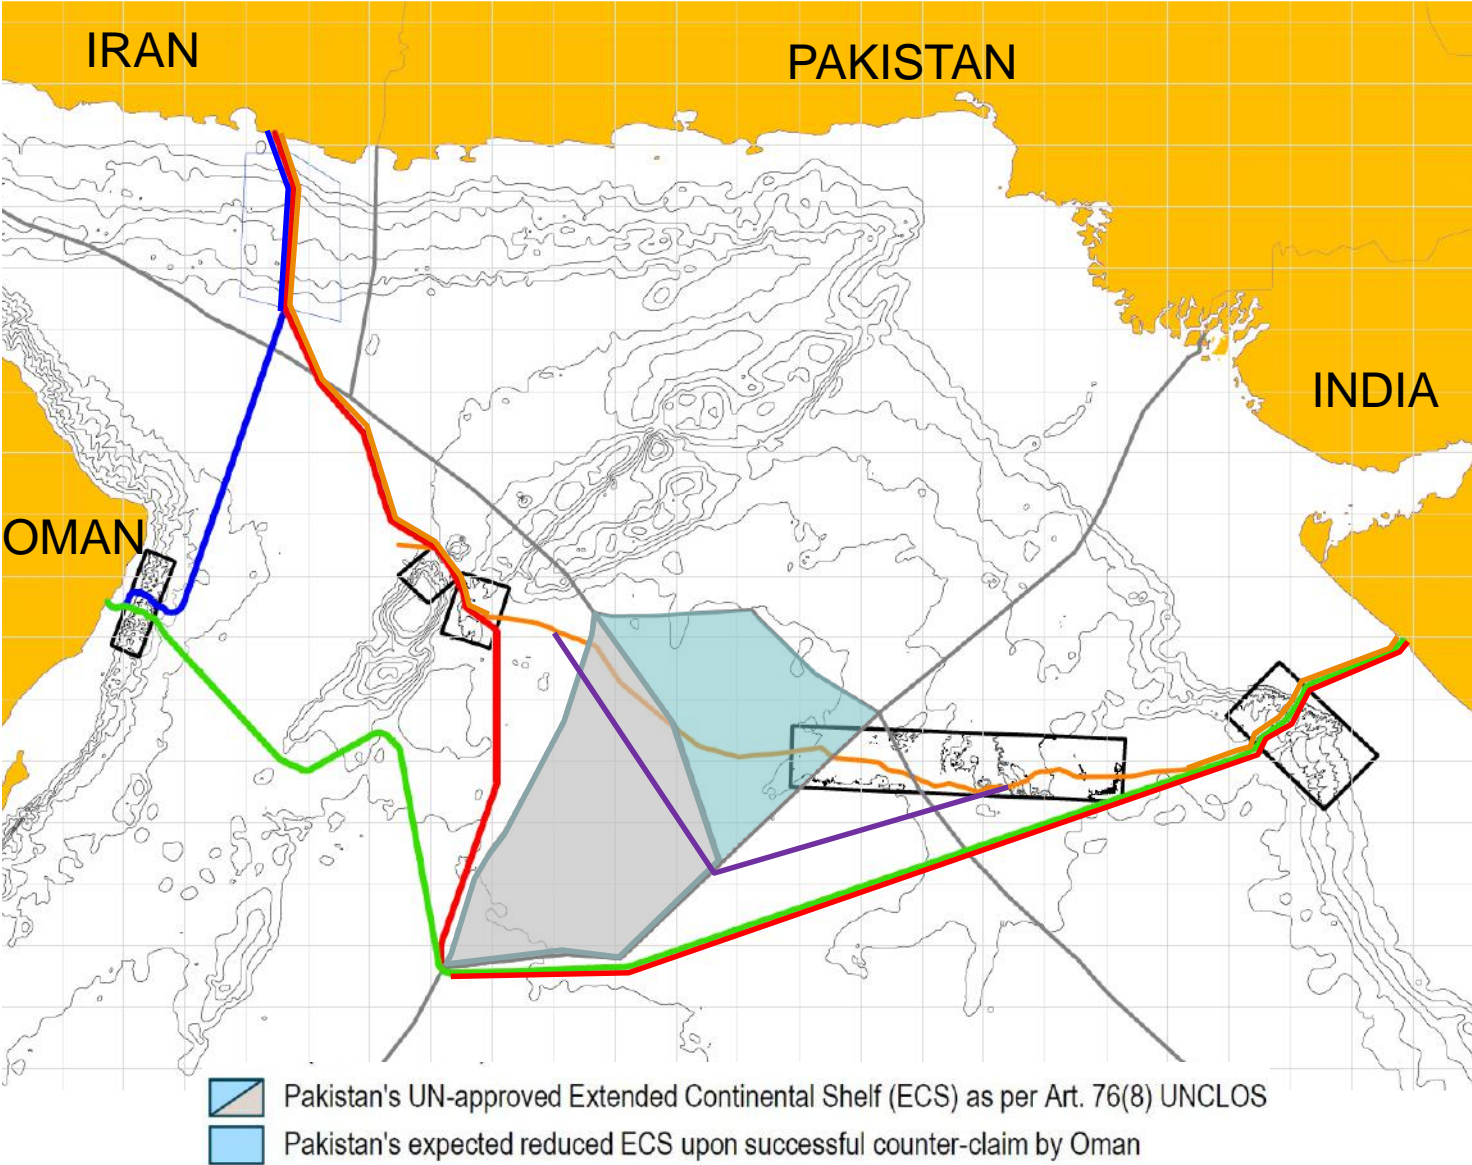 IRAN
PAKISTAN
INDIA
OMAN
Pakistan's UN-approved Extended Continental Shelf (ECS) as per Art. 76(8) UNCLOS
Pakistan's expected reduced ECS upon successful counter-claim by Oman